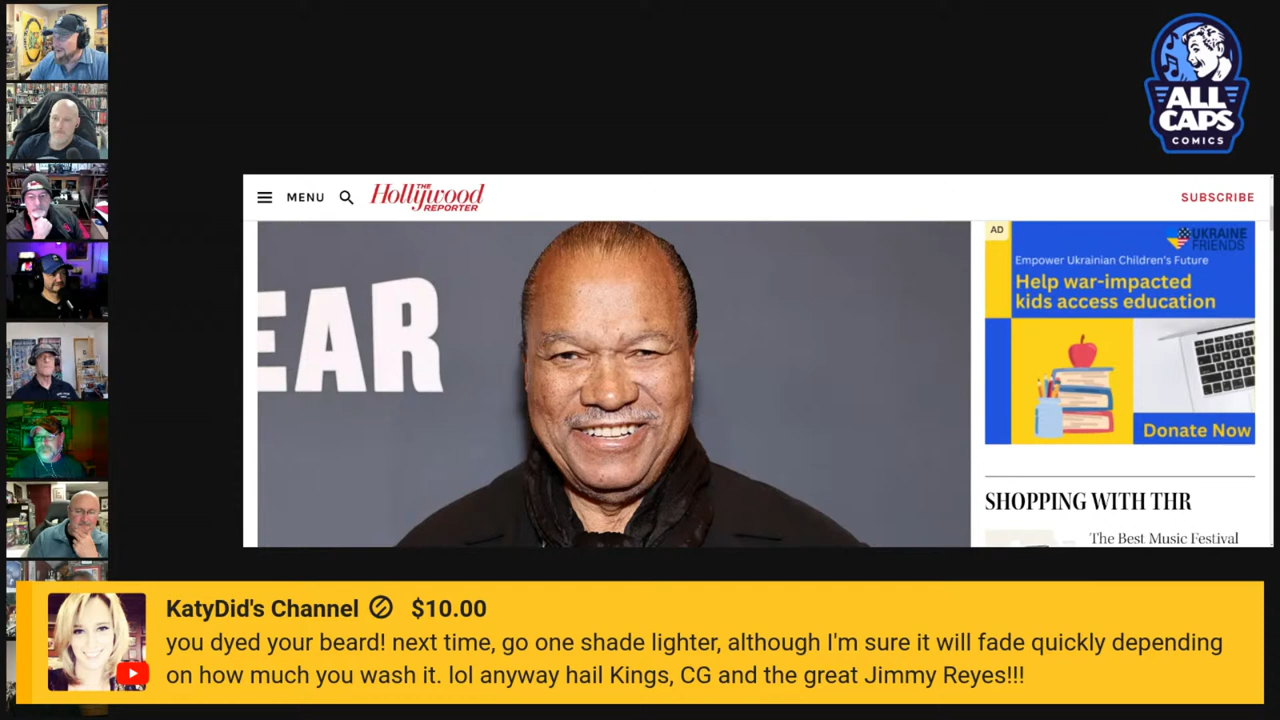 ALL
CAPS
COMICS
MENU
THE
Hollywood
REPORTER
SUBSCRIBE
EAR
AD
UKRAINE
FRIENDS
Empower Ukrainian Children's Future
Help war-impacted
kids access education
Donate Now
SHOPPING WITH THR
The Best Music Festival
KatyDid's Channel $10.00
you dyed your beard! next time, go one shade lighter, although I'm sure it will fade quickly depending
on how much you wash it. lol anyway hail Kings, CG and the great Jimmy Reyes!!!